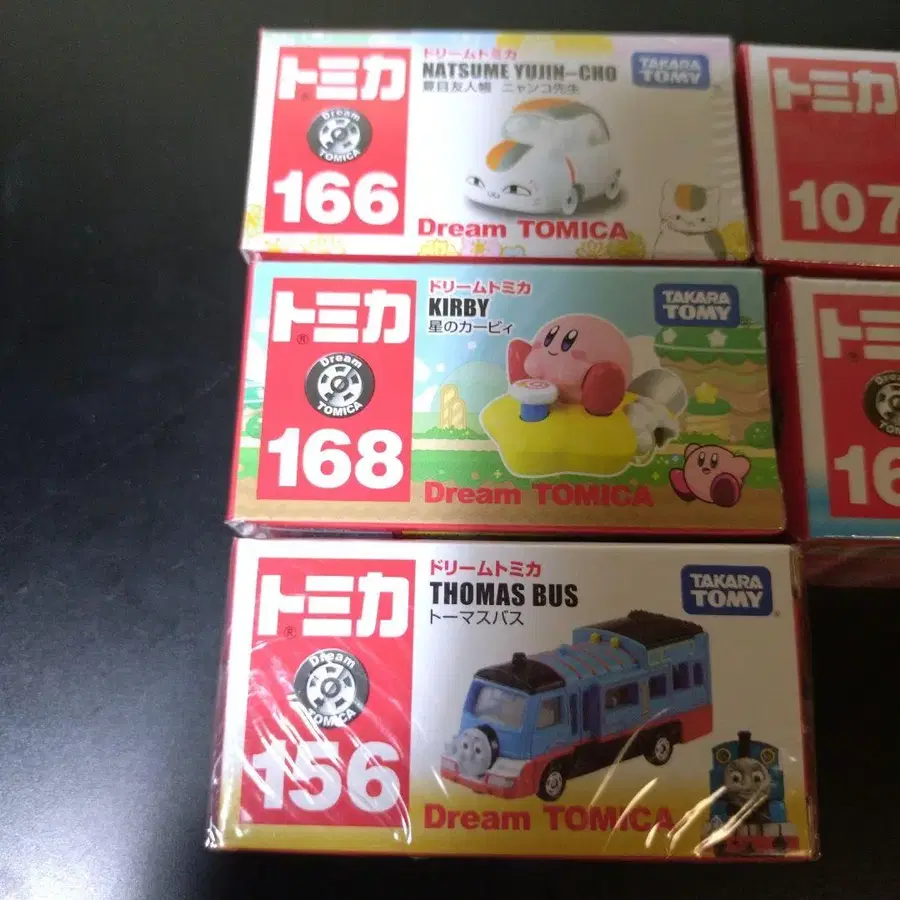 トミカ
Dream
TOMICA
166
ドリームトミカ
NATSUME YUJIN-CHO
夏目友人帳 ニャンコ先生
TAKARA
TOMY
Dream TOMICA
トミカ
107
トミカ
Dream
TOMICA
168
ドリームトミカ
KIRBY
星のカービィ
TAKARA
TOMY
Dream TOMICA
トミカ
Dream
16
トミカ
Dream
TOMICA
156
ドリームトミカ
THOMAS BUS
トーマスバス
TAKARA
TOMY
Dream TOMICA